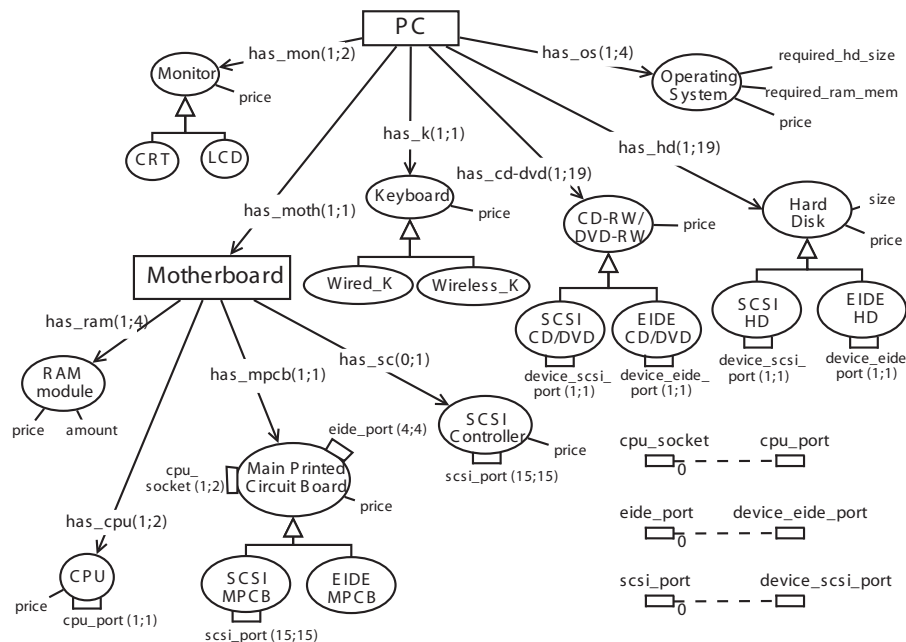 PC
has_mon(1;2)
Monitor
price
CRT
LCD
has_os(1;4)
Operating
System
required_hd_size
required_ram_mem
price
has_k(1;1)
Keyboard
price
Wired_K
Wireless_K
has_cd-dvd(1;19)
CD-RW/
DVD-RW
price
SCSI
CD/DVD
device_scsi_
port (1;1)
EIDE
CD/DVD
device_eide_
port (1;1)
has_hd(1;19)
Hard
Disk
size
price
SCSI
HD
device_scsi_
port (1;1)
EIDE
HD
device_eide_
port (1;1)
has_moth(1;1)
Motherboard
has_ram(1;4)
RAM
module
price
amount
has_cpu(1;2)
CPU
price
cpu_port (1;1)
has_mpcb(1;1)
Main Printed
Circuit Board
cpu_
socket (1;2)
eide_port (4;4)
price
SCSI
MPCB
scsi_port (15;15)
EIDE
MPCB
has_sc(0;1)
SCSI
Controller
price
scsi_port (15;15)
cpu_socket
cpu_port
0
eide_port
device_eide_port
0
scsi_port
device_scsi_port
0